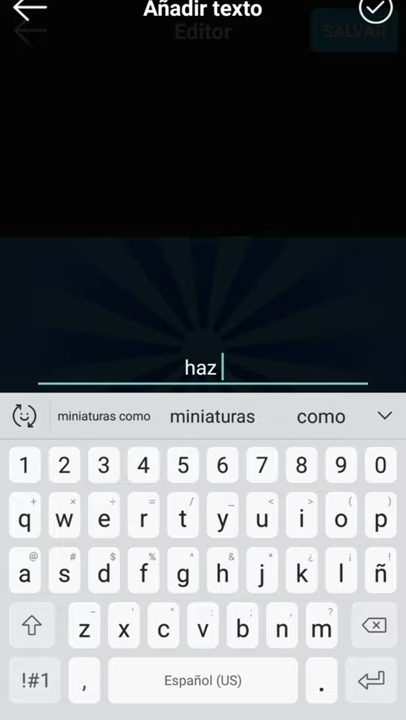 Añadir texto
Editor
SALVAR
haz
miniaturas como miniaturas como
1 2 3 4 5 6 7 8 9 0
+ × ÷ = / _ < > ( )
q w e r t y u i o p
@ # $ % ^ & * ¿ ¡ !
a s d f g h j k l ñ
- ' " : ; , ?
z x c v b n m
!#1 , Español (US) .